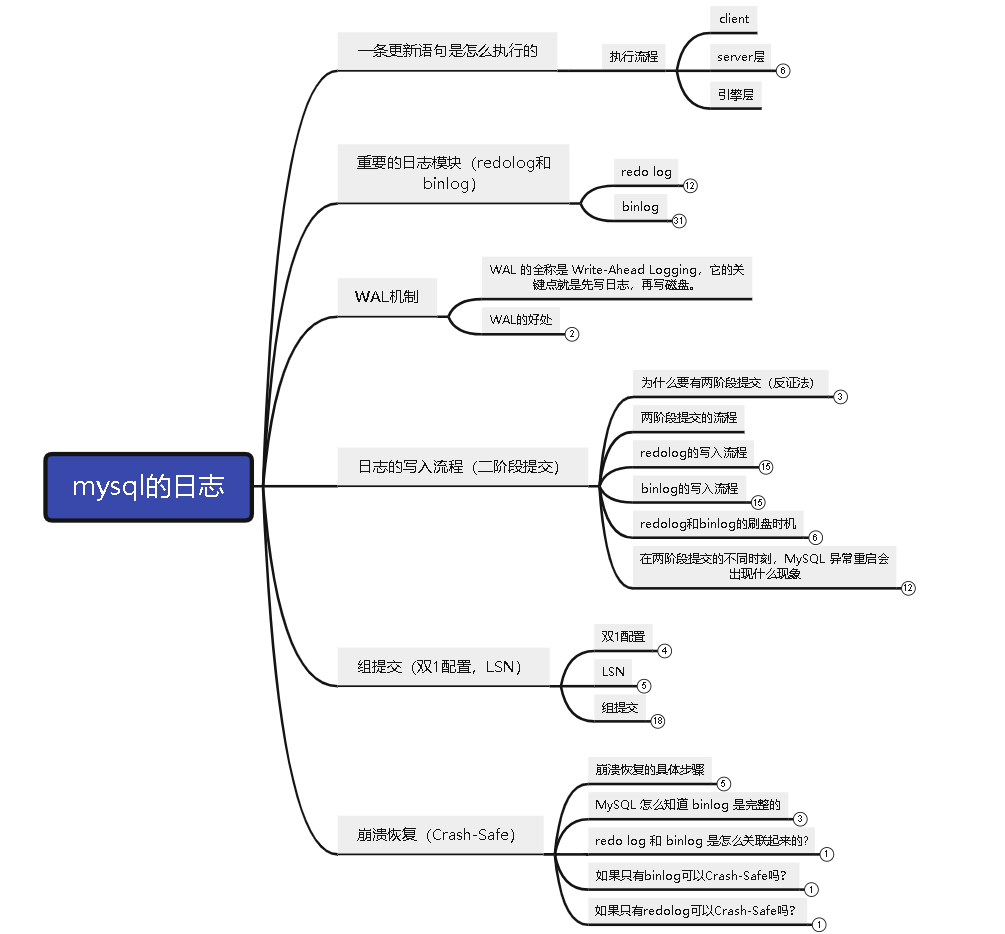 mysql的日志
一条更新语句是怎么执行的
执行流程
client
server层
6
引擎层
重要的日志模块（redolog和
binlog）
redo log
12
binlog
31
WAL机制
WAL 的全称是 Write-Ahead Logging，它的关
键点就是先写日志，再写磁盘。
WAL的好处
2
日志的写入流程（二阶段提交）
为什么要有两阶段提交（反证法）
3
两阶段提交的流程
redolog的写入流程
15
binlog的写入流程
15
redolog和binlog的刷盘时机
6
在两阶段提交的不同时刻，MySQL 异常重启会
出现什么现象
12
组提交（双1配置，LSN）
双1配置
4
LSN
5
组提交
18
崩溃恢复（Crash-Safe）
崩溃恢复的具体步骤
5
MySQL 怎么知道 binlog 是完整的
3
redo log 和 binlog 是怎么关联起来的?
1
如果只有binlog可以Crash-Safe吗?
1
如果只有redolog可以Crash-Safe吗?
1